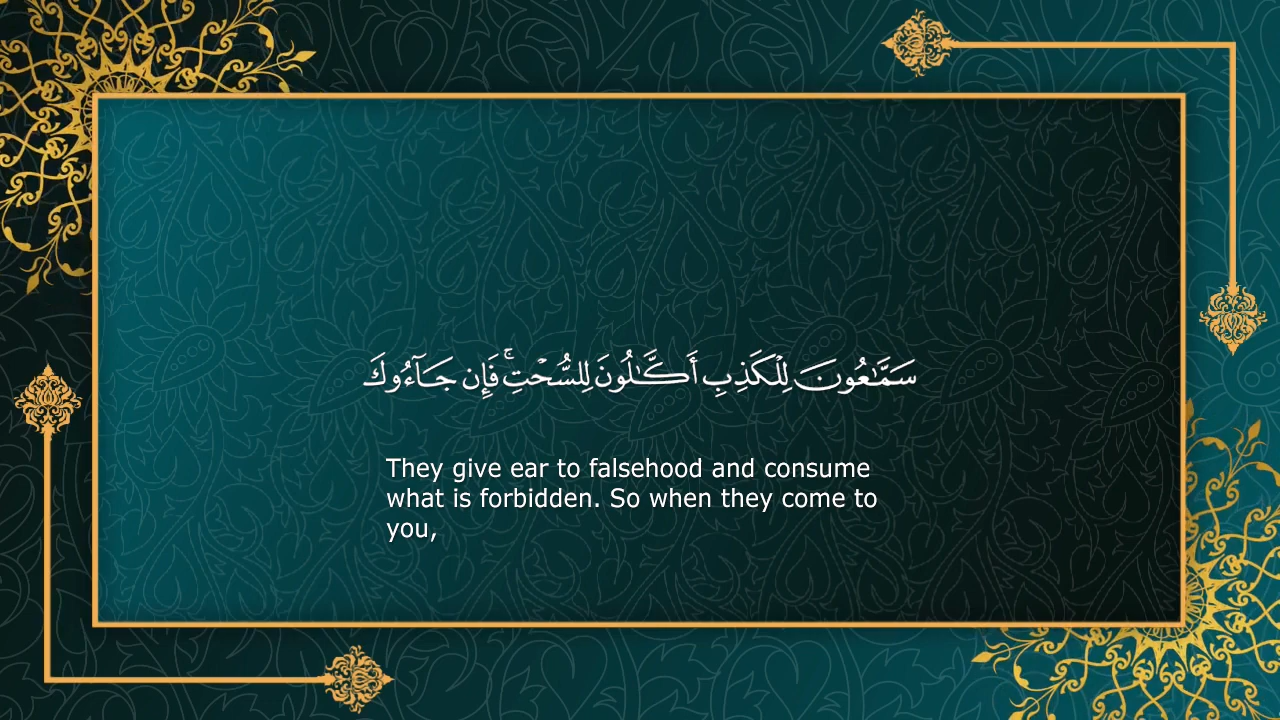 سَمَّـٰعُونَ لِلْكَذِبِ أَكَّـٰلُونَ لِلسُّحْتِ ۚ فَإِن جَآءُوكَ
They give ear to falsehood and consume
what is forbidden. So when they come to
you,